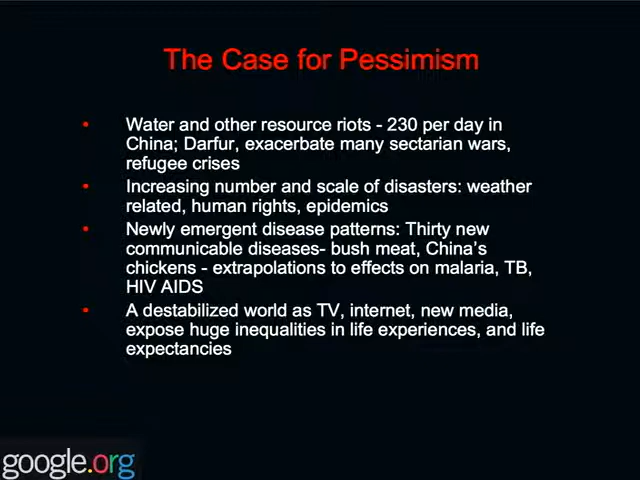 The Case for Pessimism
• Water and other resource riots - 230 per day in
China; Darfur, exacerbate many sectarian wars,
refugee crises
• Increasing number and scale of disasters: weather
related, human rights, epidemics
• Newly emergent disease patterns: Thirty new
communicable diseases- bush meat, China's
chickens - extrapolations to effects on malaria, TB,
HIV AIDS
• A destabilized world as TV, internet, new media,
expose huge inequalities in life experiences, and life
expectancies
google.org